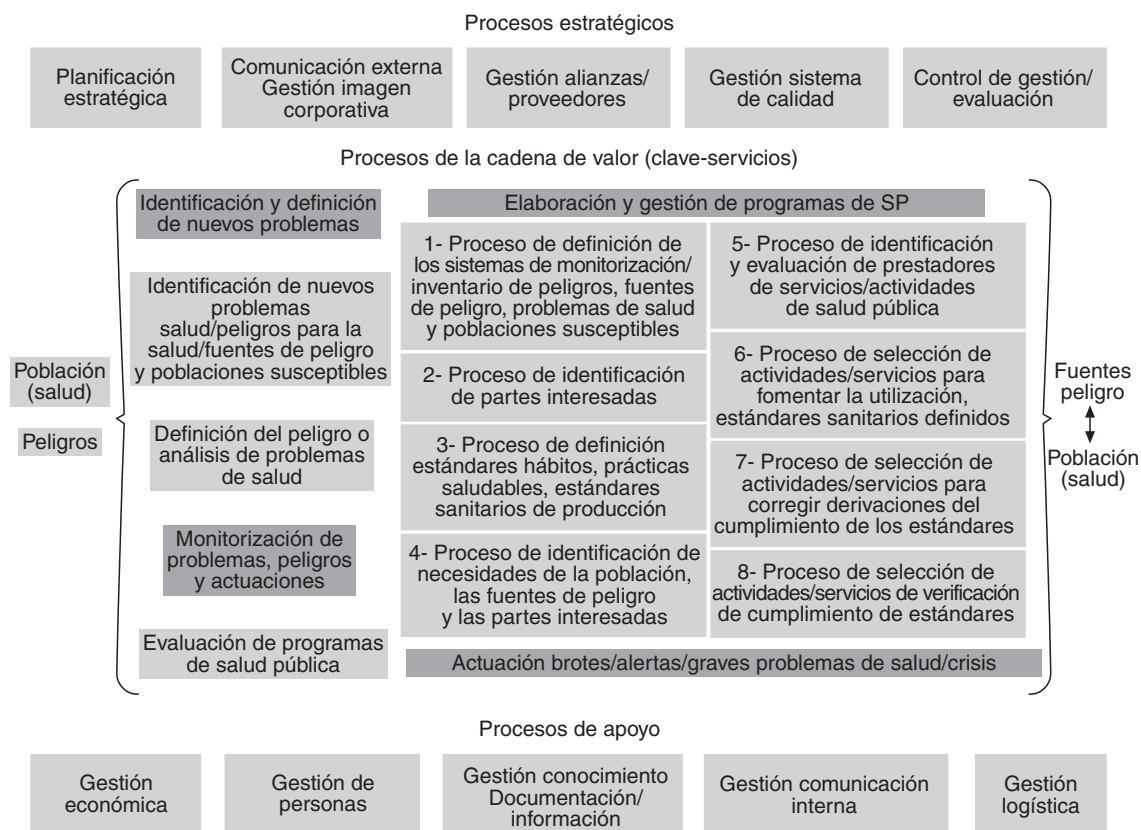 Procesos estratégicos
Planificación
estratégica
Comunicación externa
Gestión imagen
corporativa
Gestión alianzas/
proveedores
Gestión sistema
de calidad
Control de gestión/
evaluación
Procesos de la cadena de valor (clave-servicios)
Población
(salud)
Peligros
Identificación y definición
de nuevos problemas
Identificación de nuevos
problemas
salud/peligros para la
salud/fuentes de peligro
y poblaciones susceptibles
Definición del peligro o
análisis de problemas
de salud
Monitorización de
problemas, peligros
y actuaciones
Evaluación de programas
de salud pública
Elaboración y gestión de programas de SP
1- Proceso de definición de
los sistemas de monitorización/
inventario de peligros, fuentes
de peligro, problemas de salud
y poblaciones susceptibles
2- Proceso de identificación
de partes interesadas
3- Proceso de definición
estándares hábitos, prácticas
saludables, estándares
sanitarios de producción
4- Proceso de identificación de
necesidades de la población,
las fuentes de peligro
y las partes interesadas
5- Proceso de identificación
y evaluación de prestadores
de servicios/actividades
de salud pública
6- Proceso de selección de
actividades/servicios para
fomentar la utilización,
estándares sanitarios definidos
7- Proceso de selección de
actividades/servicios para
corregir derivaciones del
cumplimiento de los estándares
8- Proceso de selección de
actividades/servicios de verificación
de cumplimiento de estándares
Actuación brotes/alertas/graves problemas de salud/crisis
Fuentes
peligro
Población
(salud)
Procesos de apoyo
Gestión
económica
Gestión de
personas
Gestión conocimiento
Documentación/
información
Gestión comunicación
interna
Gestión
logística